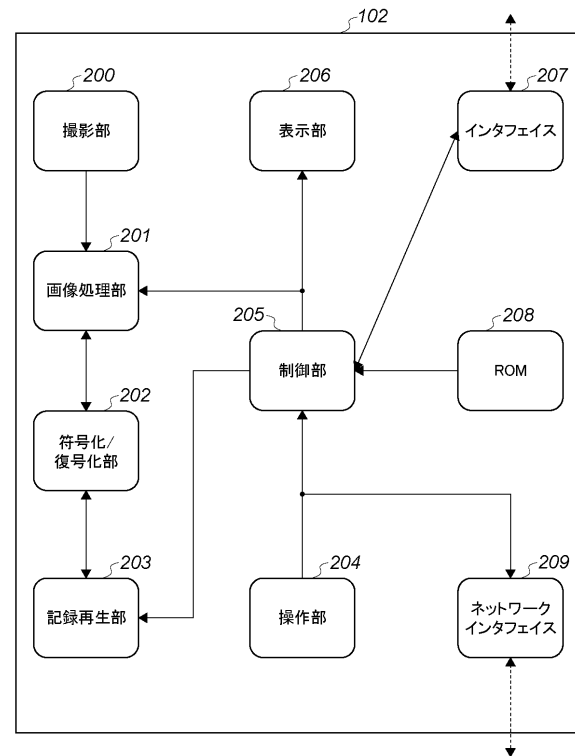 102
200
撮影部
206
表示部
207
インタフェイス
201
画像処理部
205
制御部
208
ROM
202
符号化/
復号化部
203
記録再生部
204
操作部
209
ネットワーク
インタフェイス